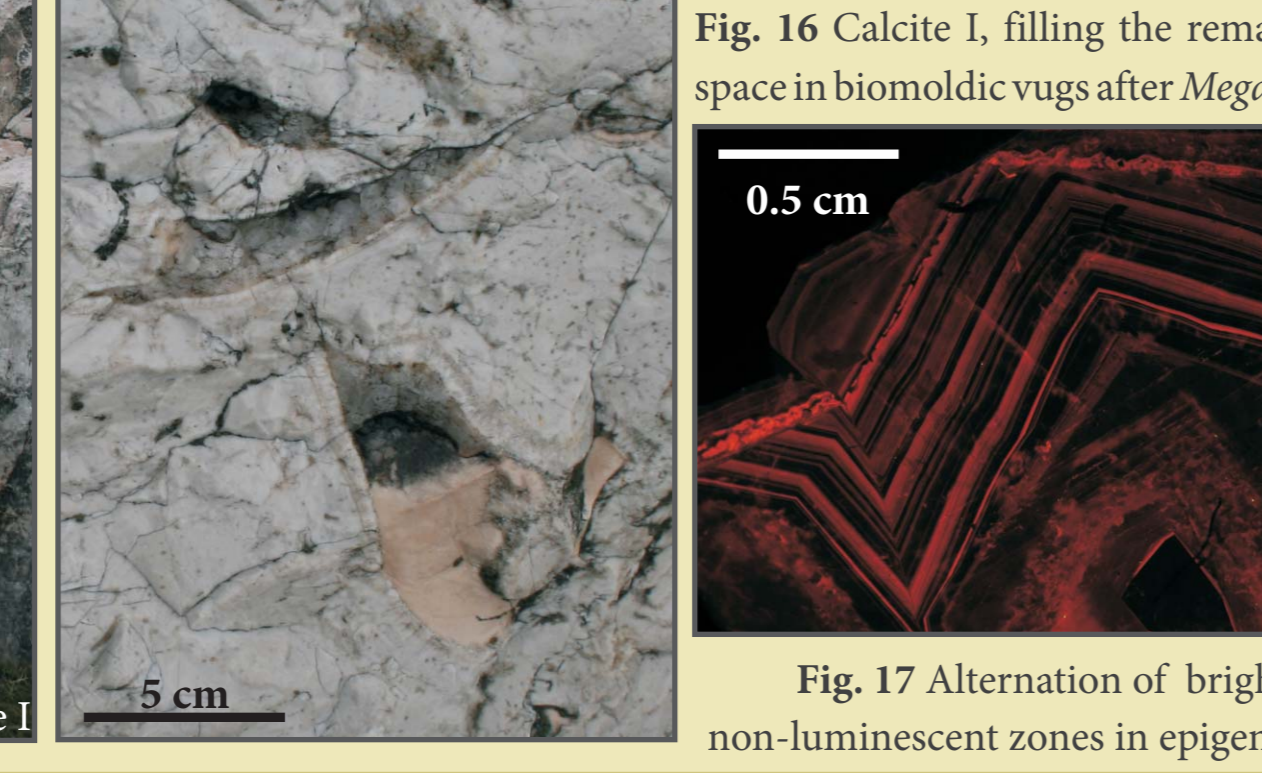 Fig. 16 Calcite I, filling the rema
space in biomoldic vugs after Mega
0.5 cm
5 cm
e I
Fig. 17 Alternation of brigh
non-luminescent zones in epigen